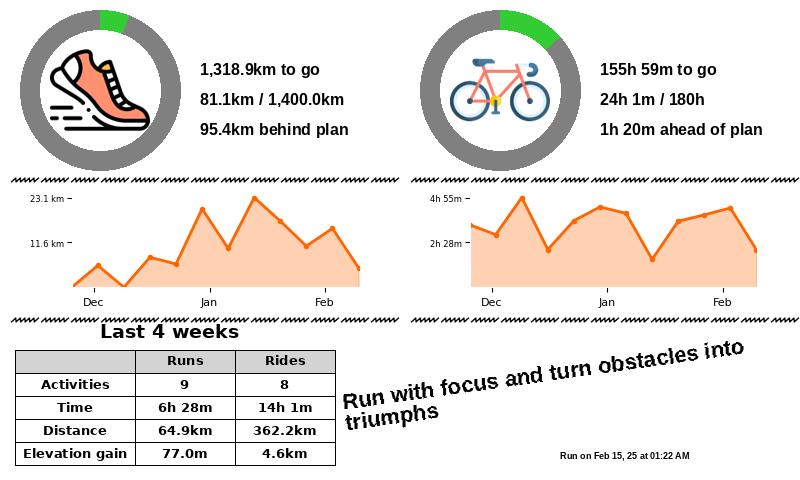 1,318.9km to go
81.1km / 1,400.0km
95.4km behind plan
155h 59m to go
24h 1m / 180h
1h 20m ahead of plan
23.1 km
11.6 km
Dec Jan Feb
4h 55m
2h 28m
Dec Jan Feb
Last 4 weeks
Runs Rides
Activities 9 8
Time 6h 28m 14h 1m
Distance 64.9km 362.2km
Elevation gain 77.0m 4.6km
Run with focus and turn obstacles into
triumphs
Run on Feb 15, 25 at 01:22 AM